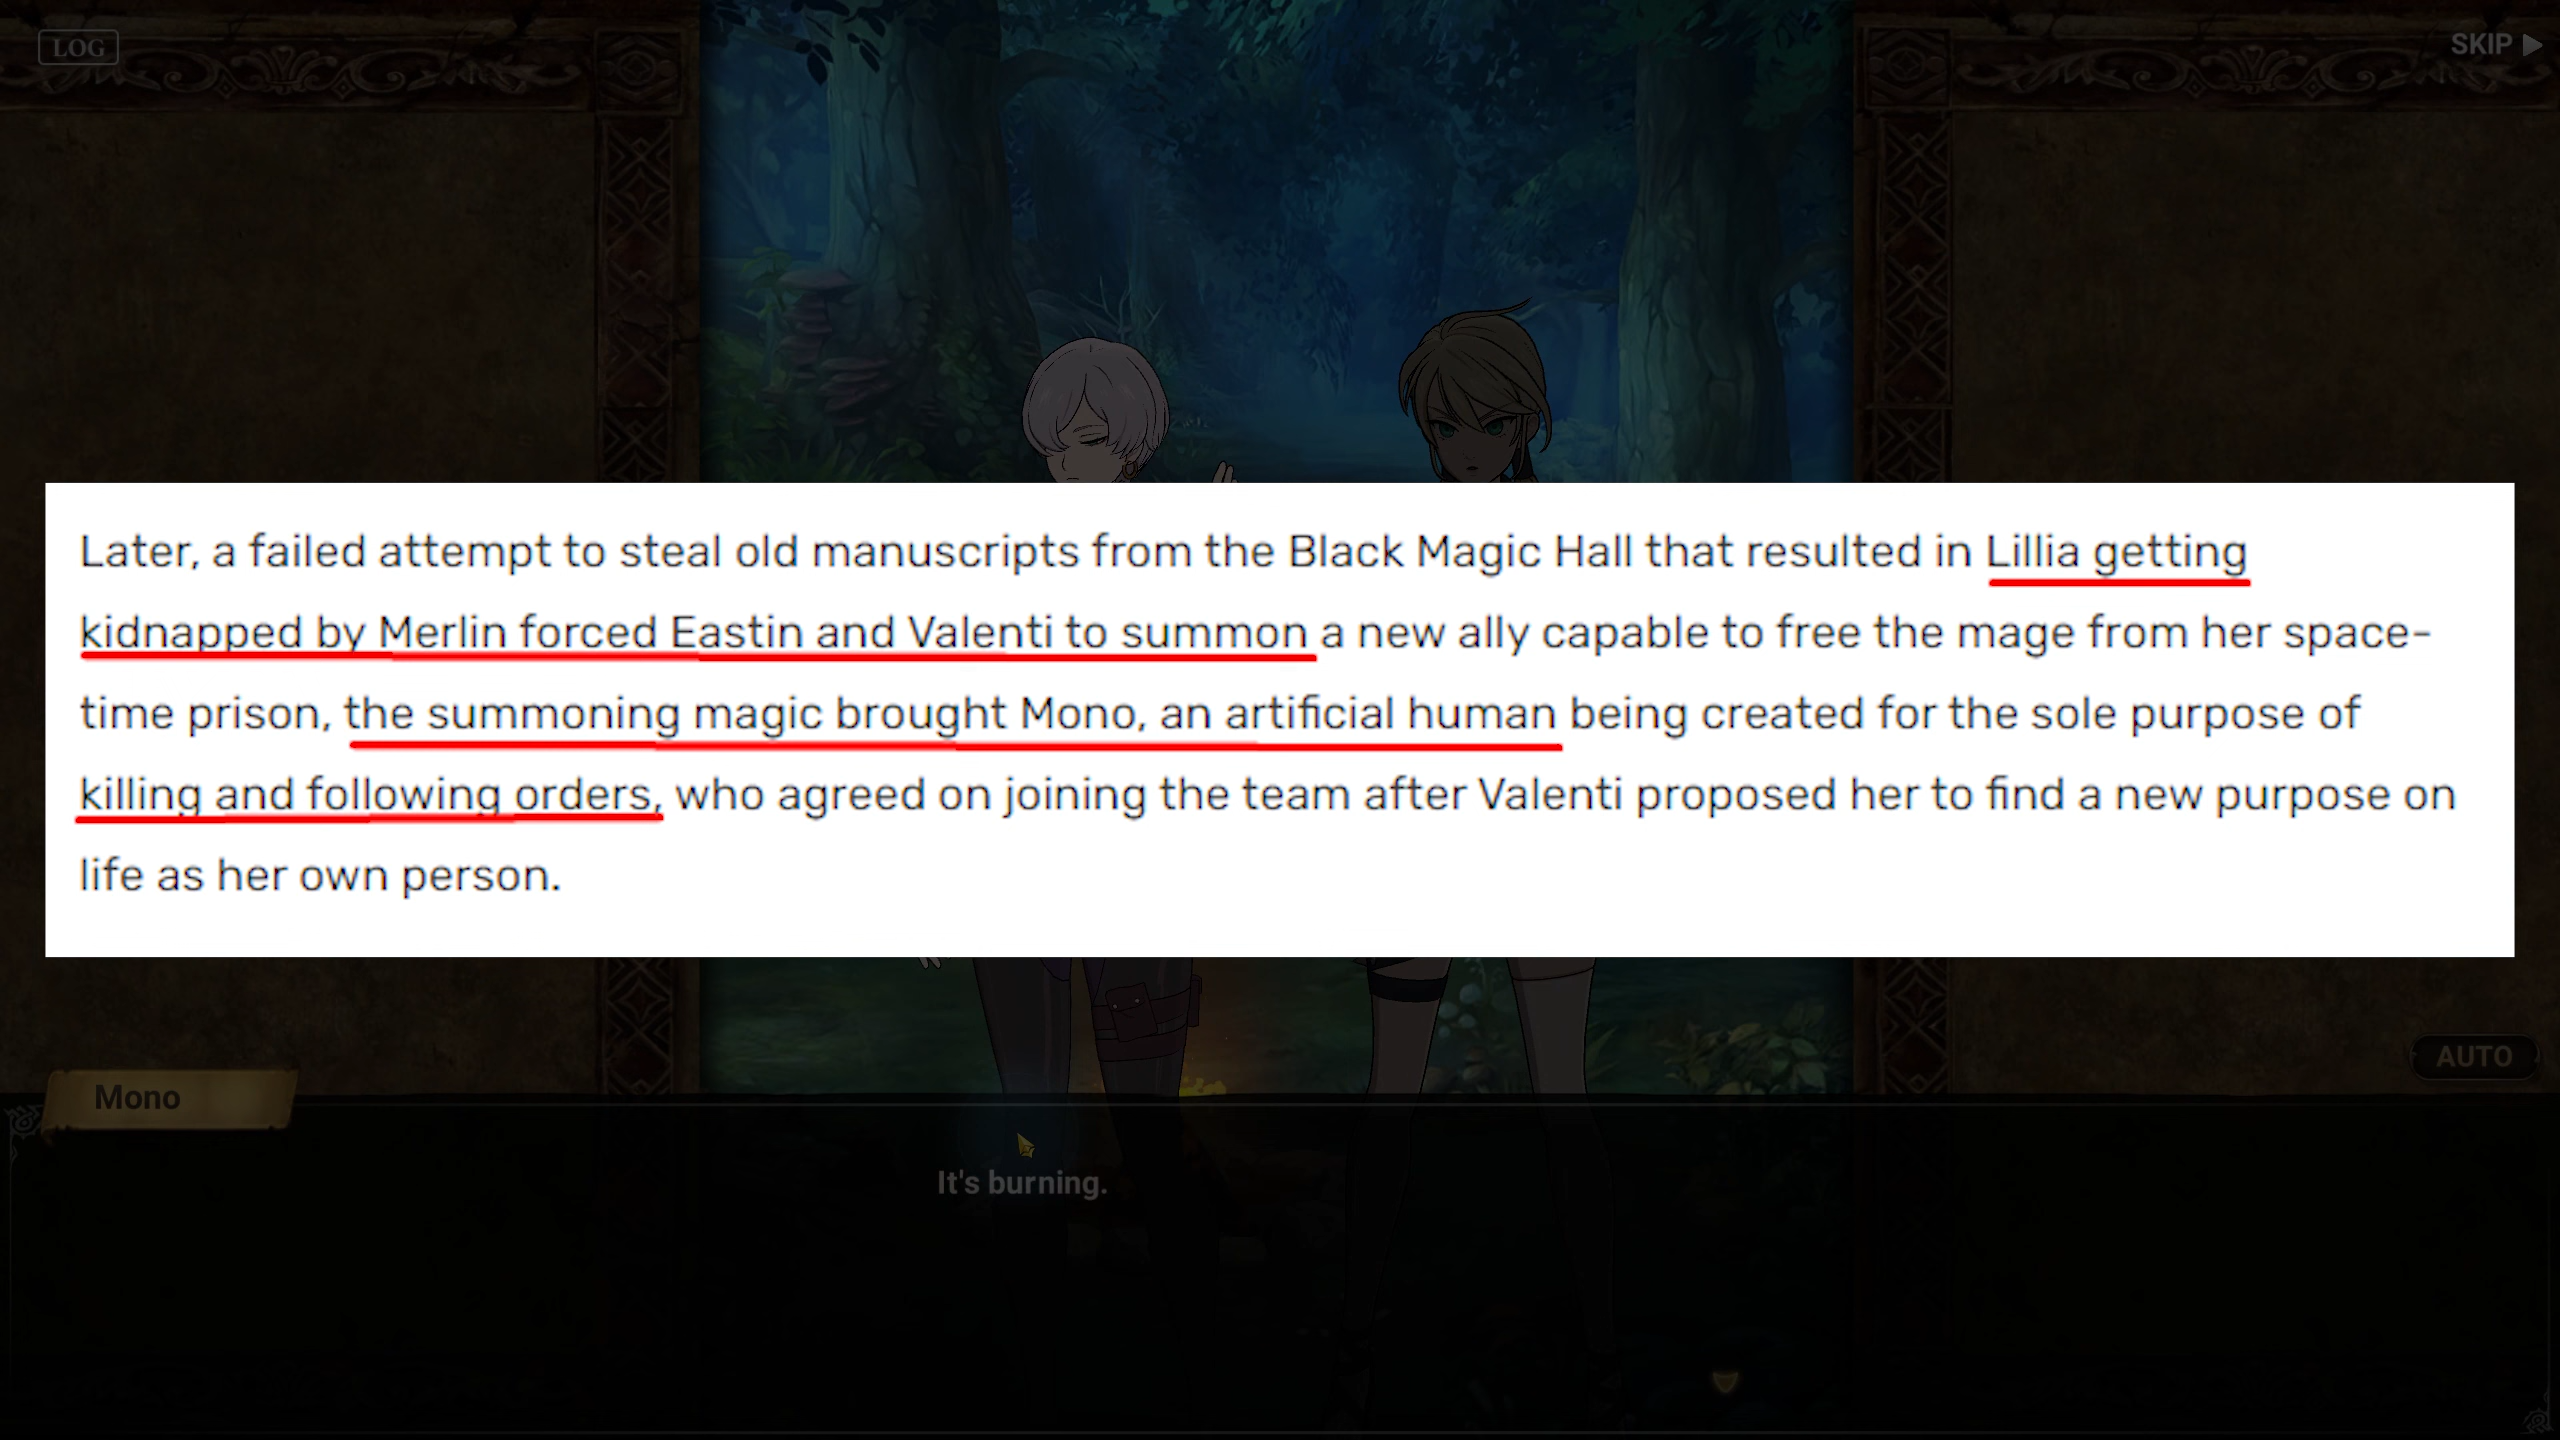 LOG
SKIP
Later, a failed attempt to steal old manuscripts from the Black Magic Hall that resulted in Lillia getting
kidnapped by Merlin forced Eastin and Valenti to summon a new ally capable to free the mage from her space-
time prison, the summoning magic brought Mono, an artificial human being created for the sole purpose of
killing and following orders, who agreed on joining the team after Valenti proposed her to find a new purpose on
life as her own person.
AUTO
Mono
It's burning.